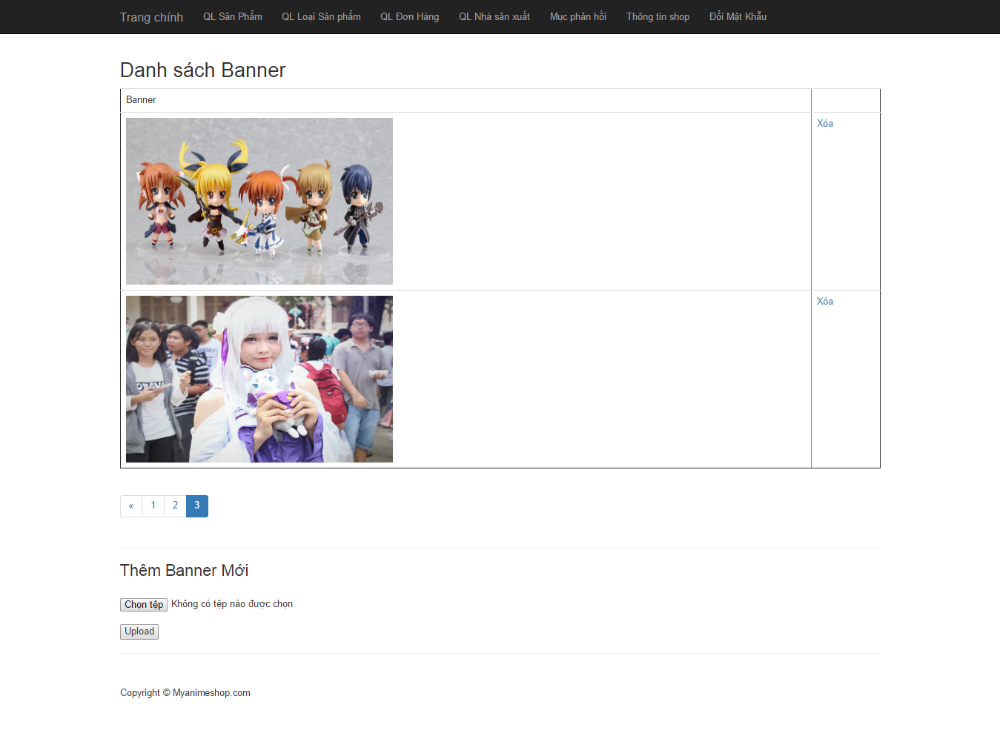 Trang chính QL Sản Phẩm QL Loại Sản phẩm QL Đơn Hàng QL Nhà sản xuất Mục phản hồi Thông tin shop Đổi Mật Khẩu
Danh sách Banner
Banner
Xóa
Xóa
« 1 2 3
Thêm Banner Mới
Chọn tệp Không có tệp nào được chọn
Upload
Copyright © Myanimeshop.com